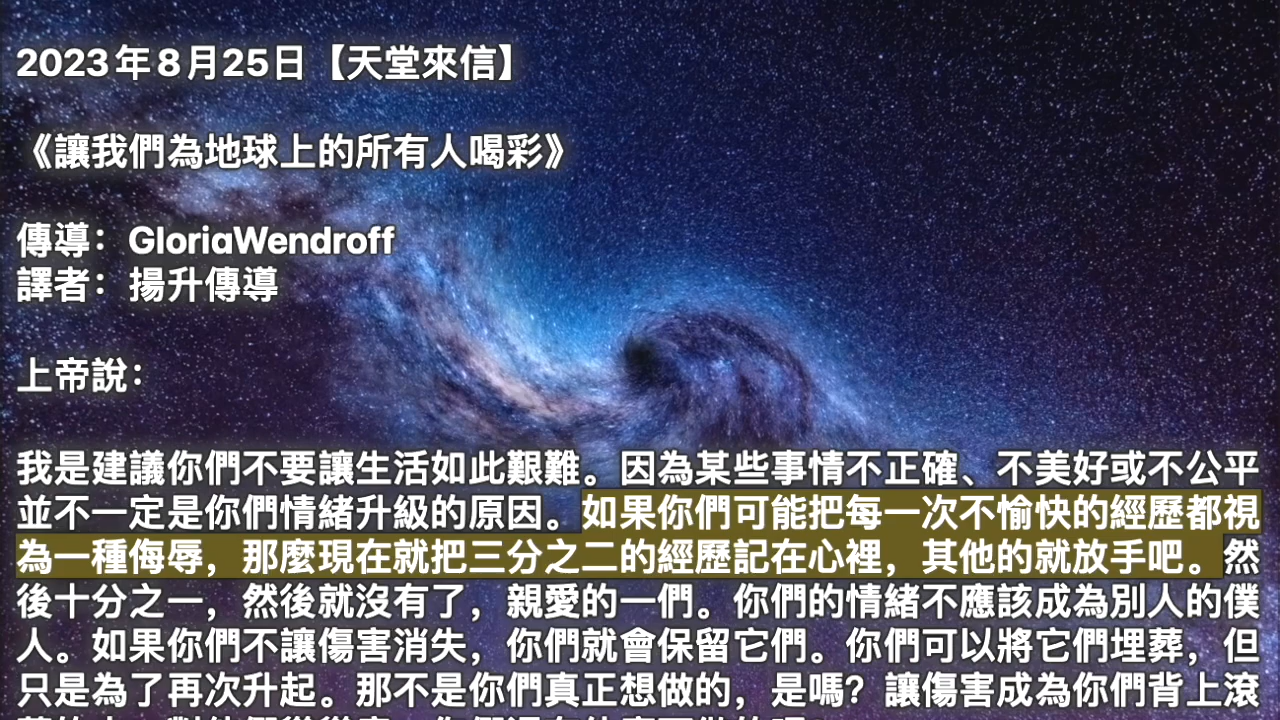 2023年8月25日【天堂來信】
《讓我們為地球上的所有人喝彩》
傳導：GloriaWendroff
譯者：揚升傳導
上帝說：
我是建議你們不要讓生活如此艱難。因為某些事情不正確、不美好或不公平
並不一定是你們情緒升級的原因。如果你們可能把每一次不愉快的經歷都視
為一種侮辱，那麼現在就把三分之二的經歷記在心裡，其他的就放手吧。然
後十分之一，然後就沒有了，親愛的一們。你們的情緒不應該成為別人的僕
人。如果你們不讓傷害消失，你們就會保留它們。你們可以將它們埋葬，但
只是為了再次升起。那不是你們真正想做的，是嗎？讓傷害成為你們背上滾